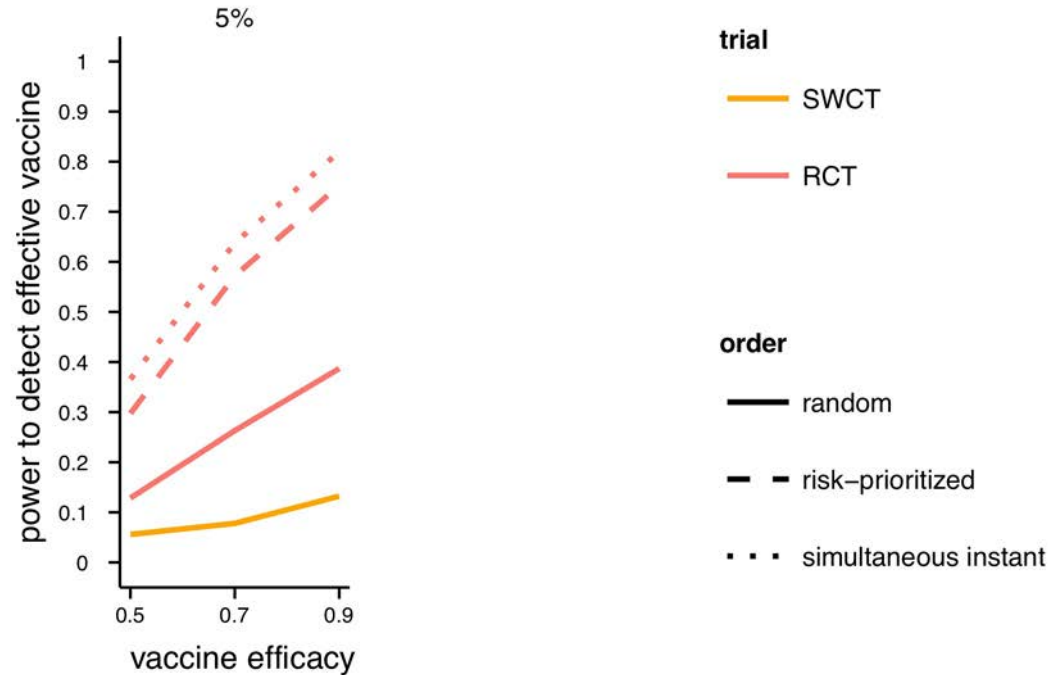 5%
power to detect effective vaccine
1
0.9
0.8
0.7
0.6
0.5
0.4
0.3
0.2
0.1
0
0.5 0.7 0.9
vaccine efficacy
trial
SWCT
RCT
order
random
risk−prioritized
simultaneous instant